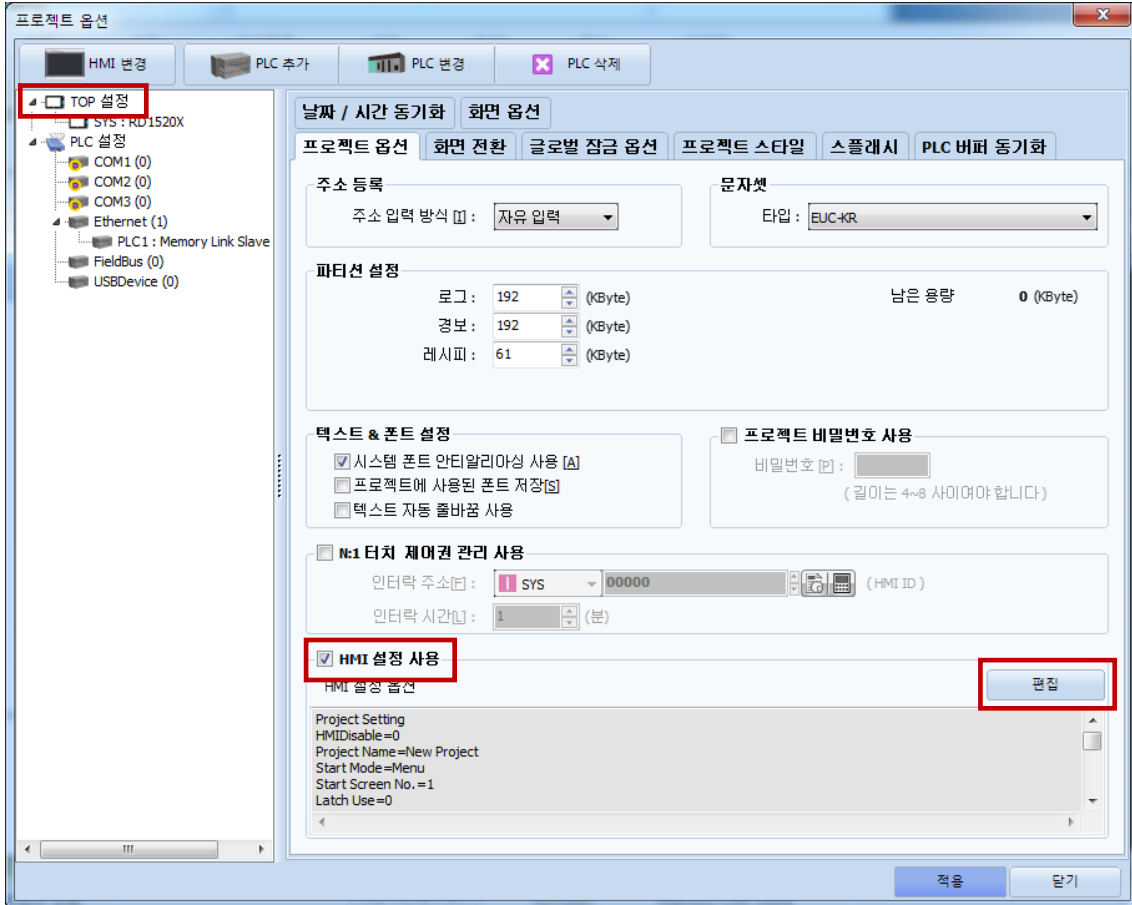 프로젝트 옵션
HMI 변경
PLC 추가
PLC 변경
PLC 삭제
TOP 설정
SYS : RD1520X
PLC 설정
COM1 (0)
COM2 (0)
COM3 (0)
Ethernet (1)
PLC1 : Memory Link Slave
FieldBus (0)
USBDevice (0)
날짜 / 시간 동기화
화면 옵션
프로젝트 옵션
화면 전환
글로벌 잠금 옵션
프로젝트 스타일
스플래시
PLC 버퍼 동기화
주소 등록
주소 입력 방식 [I] : 자유 입력
문자셋
타입 : EUC-KR
파티션 설정
로그 : 192 (KByte)
남은 용량 0 (KByte)
경보 : 192 (KByte)
레시피 : 61 (KByte)
텍스트 & 폰트 설정
시스템 폰트 안티알리아싱 사용 [A]
프로젝트에 사용된 폰트 저장[S]
텍스트 자동 줄바꿈 사용
프로젝트 비밀번호 사용
비밀번호 [P] :
( 길이는 4~8 사이여야 합니다 )
N:1 터치 제어권 관리 사용
인터락 주소[E] : SYS 00000 ( HMI ID )
인터락 시간[L] : 1 (분)
HMI 설정 사용
HMI 설정 옵션
편집
Project Setting
HMIDisable=0
Project Name=New Project
Start Mode=Menu
Start Screen No.=1
Latch Use=0
적용
닫기